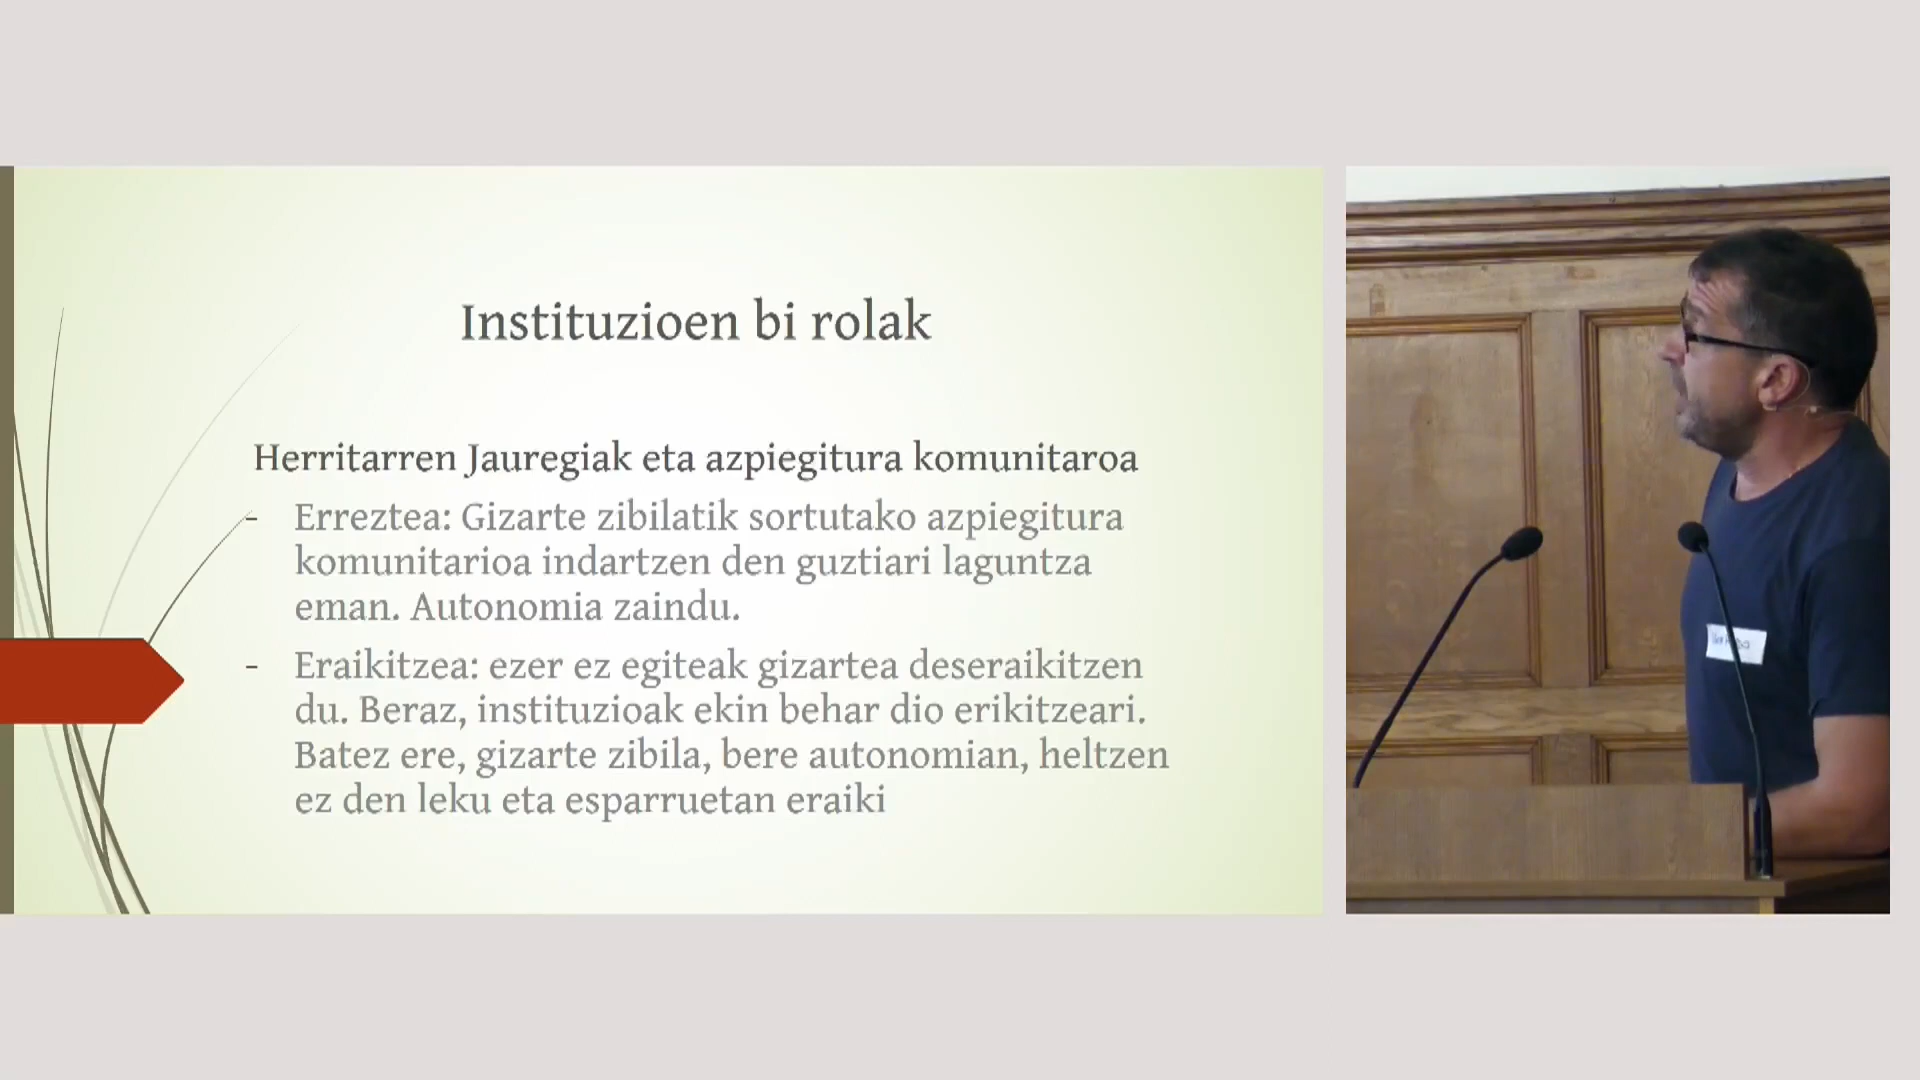 Instituzioen bi rolak
Herritarren Jauregiak eta azpiegitura komunitaroa
- Erreztea: Gizarte zibilatik sortutako azpiegitura
komunitarioa indartzen den guztiari laguntza
eman. Autonomia zaindu.
- Eraikitzea: ezer ez egiteak gizartea deseraikitzen
du. Beraz, instituzioak ekin behar dio erikitzeari.
Batez ere, gizarte zibila, bere autonomian, heltzen
ez den leku eta esparruetan eraiki